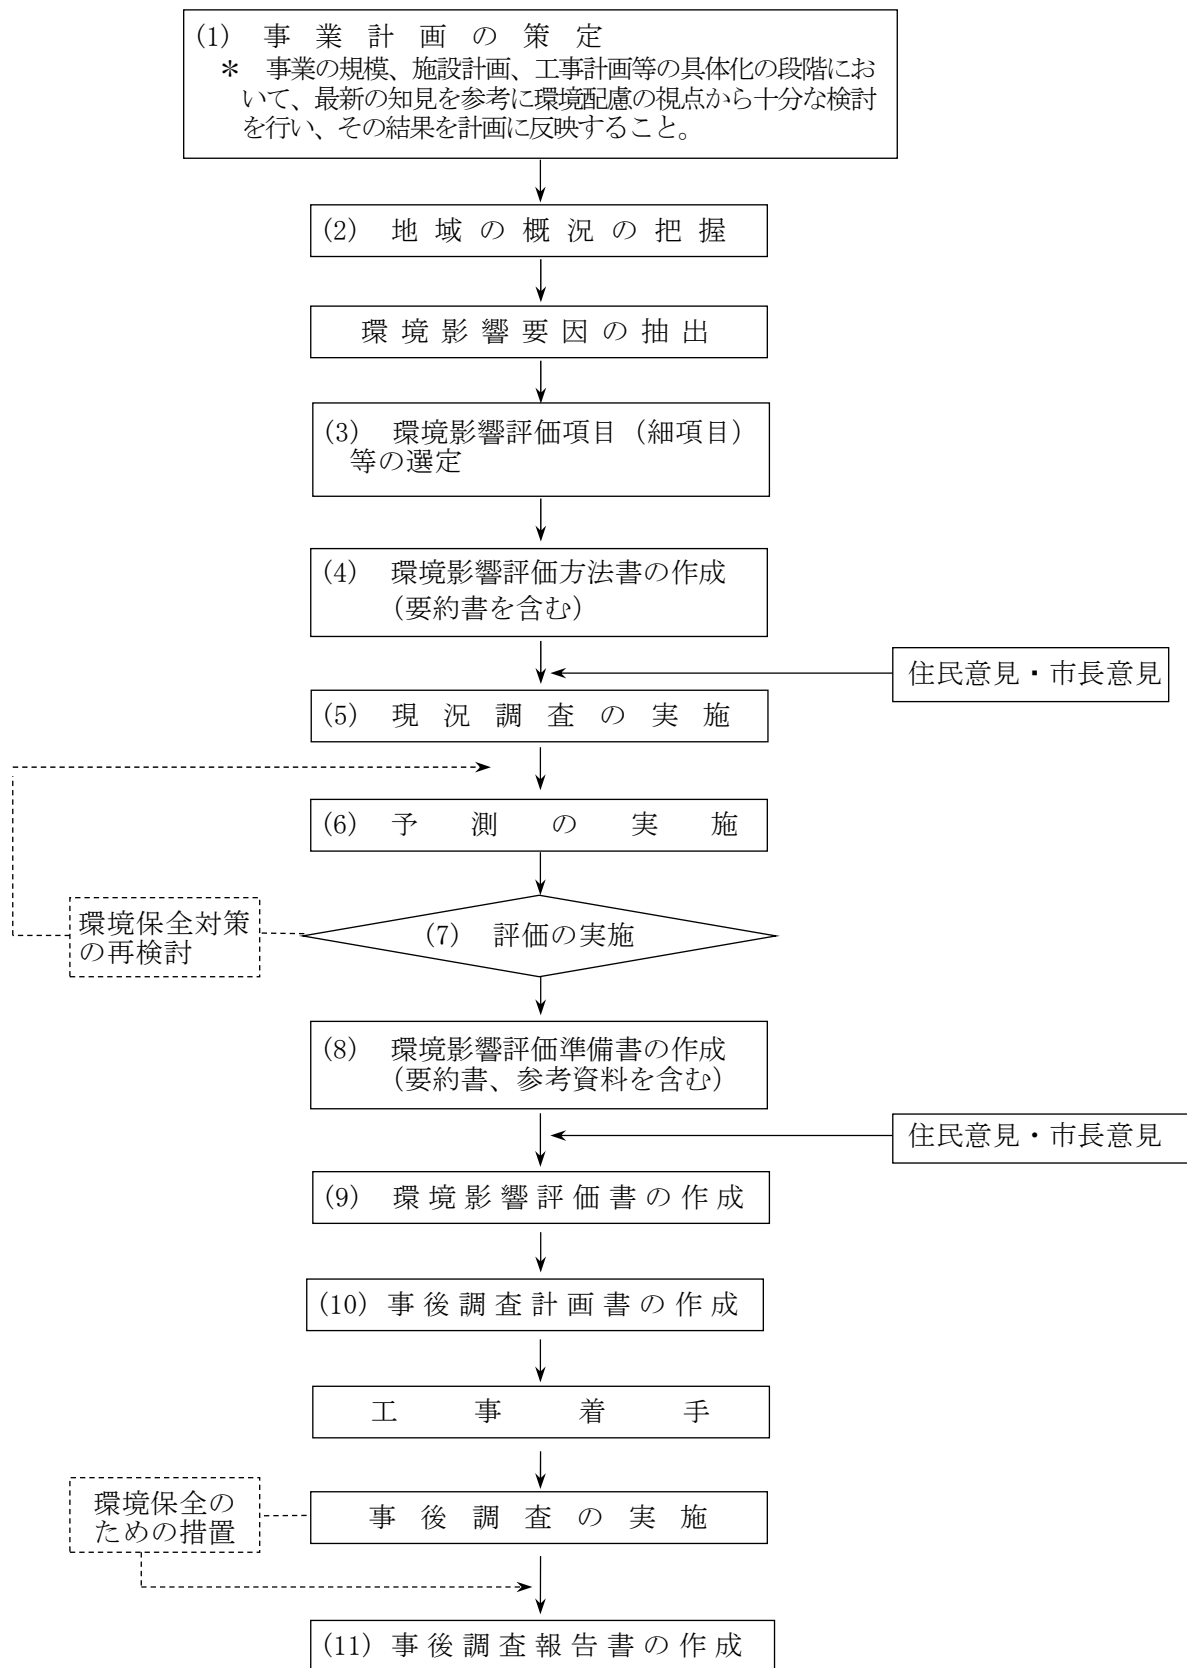 (1) 事業計画の策定
＊ 事業の規模、施設計画、工事計画等の具体化の段階にお
いて、最新の知見を参考に環境配慮の視点から十分な検討
を行い、その結果を計画に反映すること。
(2) 地域の概況の把握
環境影響要因の抽出
(3) 環境影響評価項目（細項目）
等の選定
(4) 環境影響評価方法書の作成
（要約書を含む）
住民意見・市長意見
(5) 現況調査の実施
(6) 予測の実施
環境保全対策
の再検討
(7) 評価の実施
(8) 環境影響評価準備書の作成
（要約書、参考資料を含む）
住民意見・市長意見
(9) 環境影響評価書の作成
(10) 事後調査計画書の作成
工事着手
環境保全の
ための措置
事後調査の実施
(11) 事後調査報告書の作成